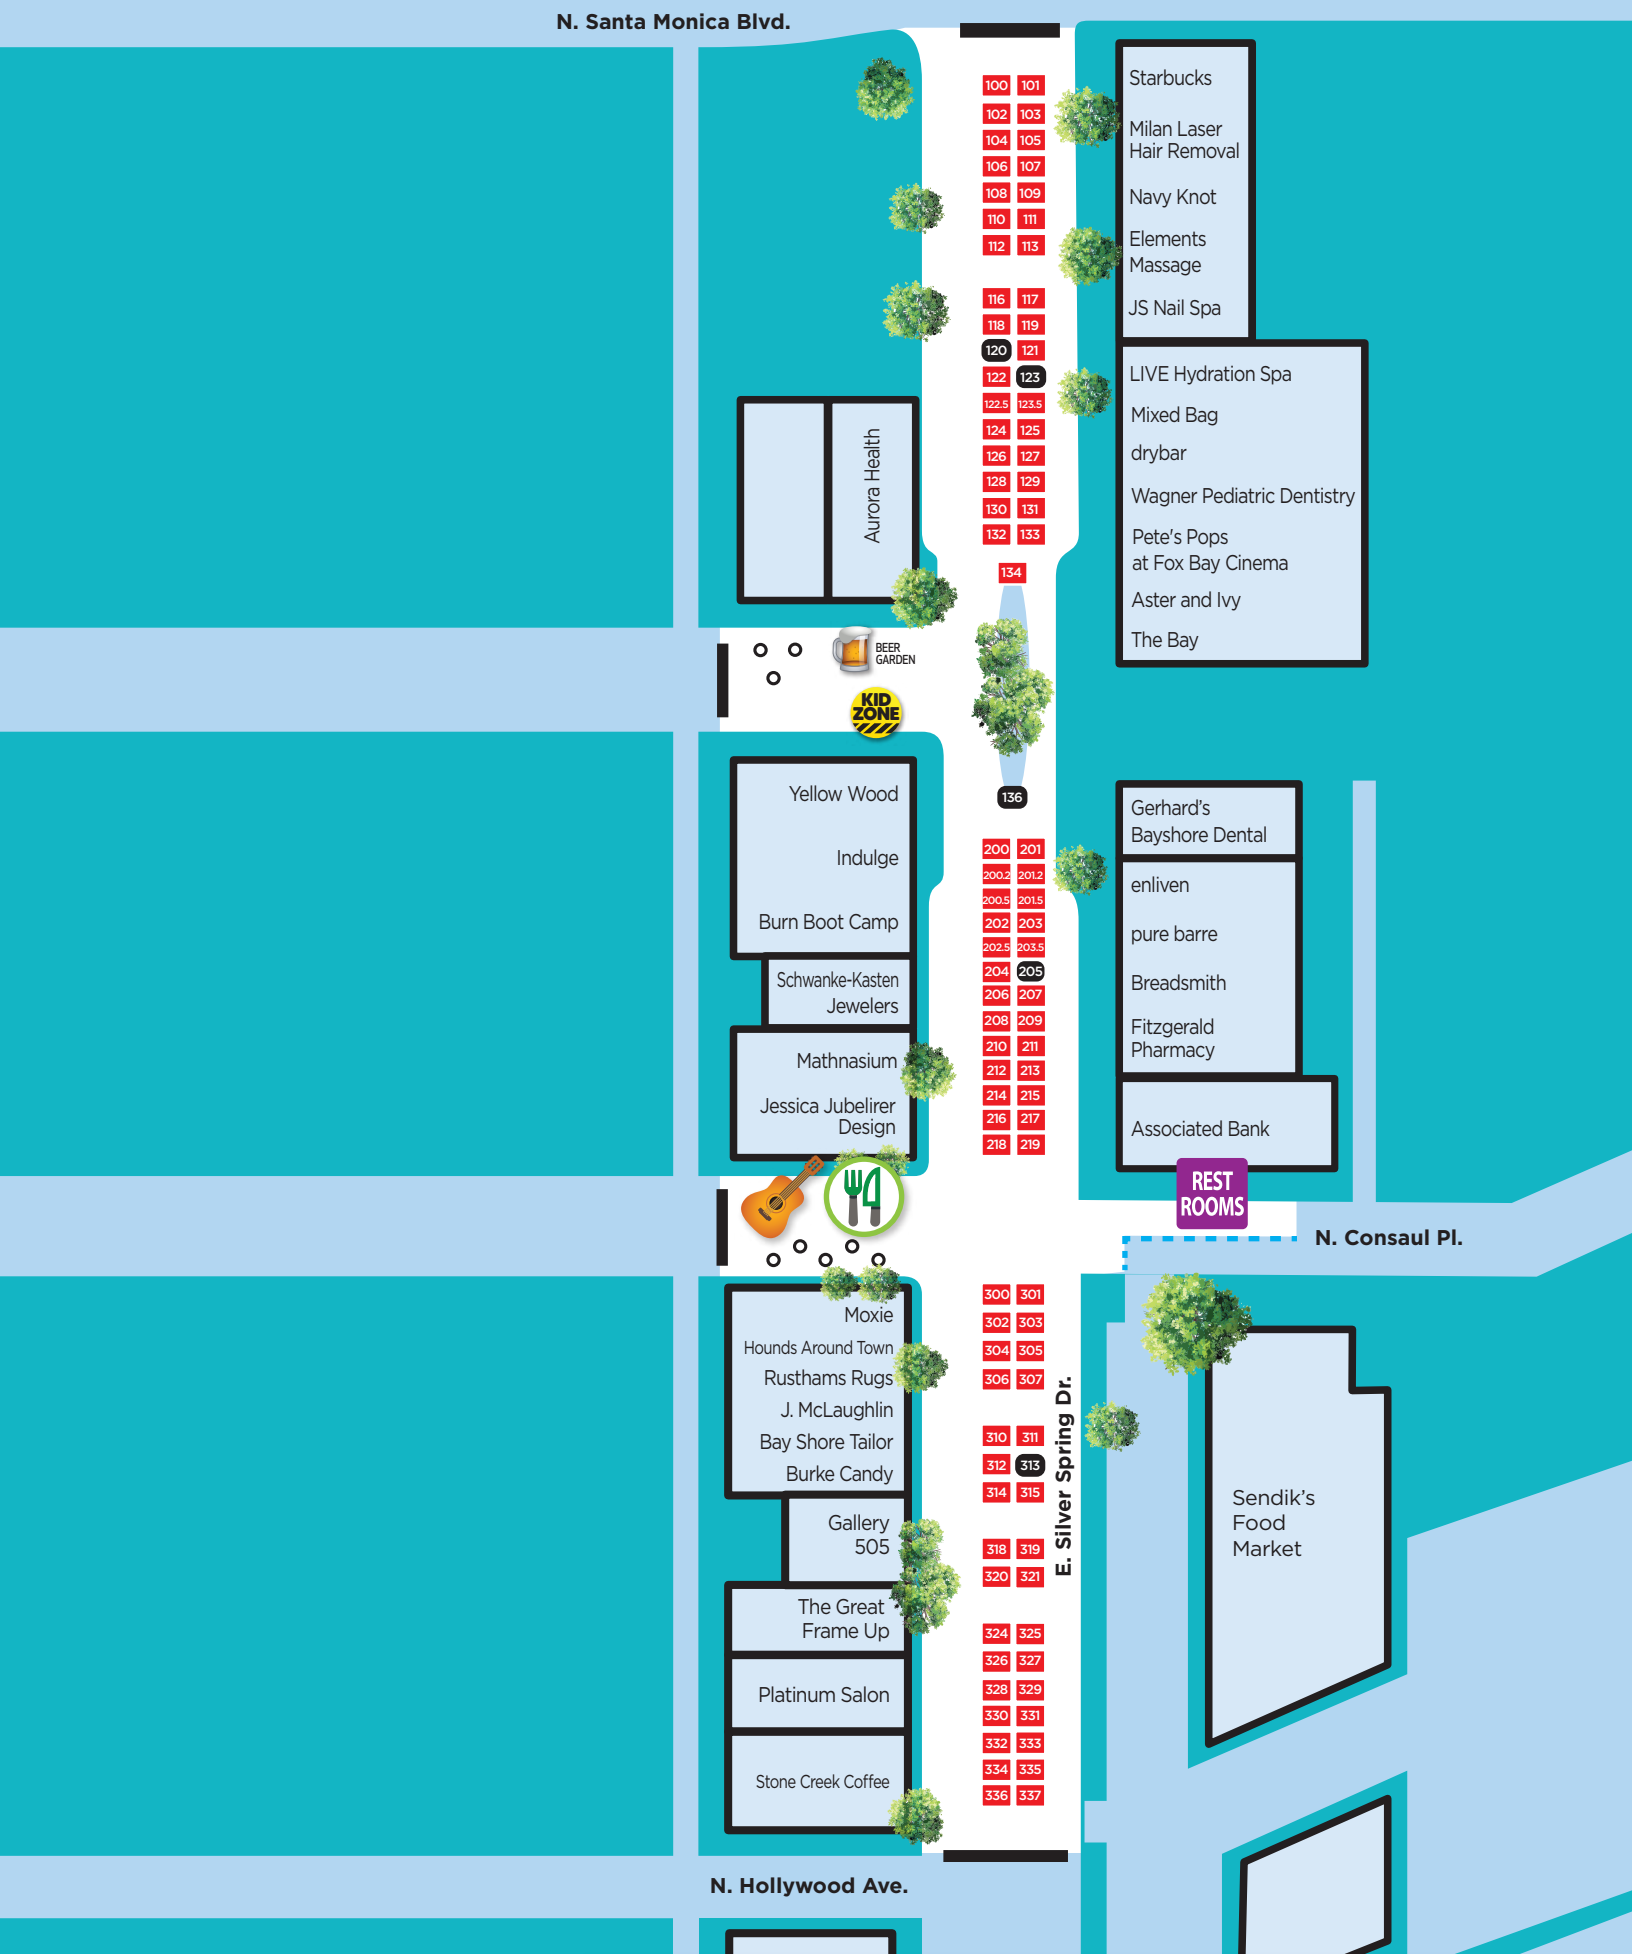 N. Santa Monica Blvd.
100 101
102 103
104 105
106 107
108 109
110 111
112 113
116 117
118 119
120 121
122 123
122.5 123.5
124 125
126 127
128 129
130 131
132 133
134
136
200 201
200.2 201.2
200.5 201.5
202 203
202.5 203.5
204 205
206 207
208 209
210 211
212 213
214 215
216 217
218 219
300 301
302 303
304 305
306 307
310 311
312 313
314 315
318 319
320 321
324 325
326 327
328 329
330 331
332 333
334 335
336 337
Starbucks
Milan Laser
Hair Removal
Navy Knot
Elements
Massage
JS Nail Spa
LIVE Hydration Spa
Mixed Bag
drybar
Wagner Pediatric Dentistry
Pete's Pops
at Fox Bay Cinema
Aster and Ivy
The Bay
Aurora Health
BEER
GARDEN
KID
ZONE
Yellow Wood
Indulge
Burn Boot Camp
Schwanke-Kasten
Jewelers
Mathnasium
Jessica Jubelirer
Design
Gerhard’s
Bayshore Dental
enliven
pure barre
Breadsmith
Fitzgerald
Pharmacy
Associated Bank
REST
ROOMS
N. Consaul Pl.
Moxie
Hounds Around Town
Rusthams Rugs
J. McLaughlin
Bay Shore Tailor
Burke Candy
Gallery
505
The Great
Frame Up
Platinum Salon
Stone Creek Coffee
E. Silver Spring Dr.
Sendik’s
Food
Market
N. Hollywood Ave.